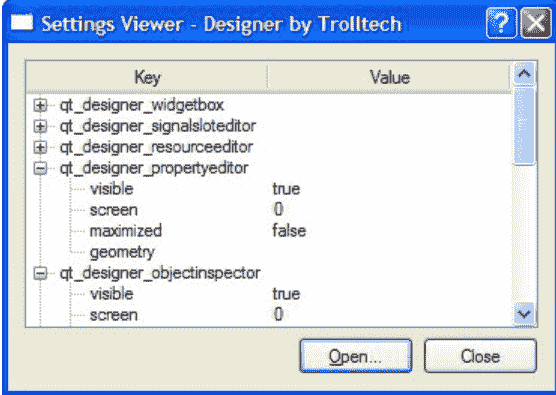 Settings Viewer - Designer by Trolltech
Key Value
qt_designer_widgetbox
qt_designer_signalsloteditor
qt_designer_resourceeditor
qt_designer_propertyeditor
visible true
screen 0
maximized false
geometry
qt_designer_objectinspector
visible true
screen 0
Open... Close